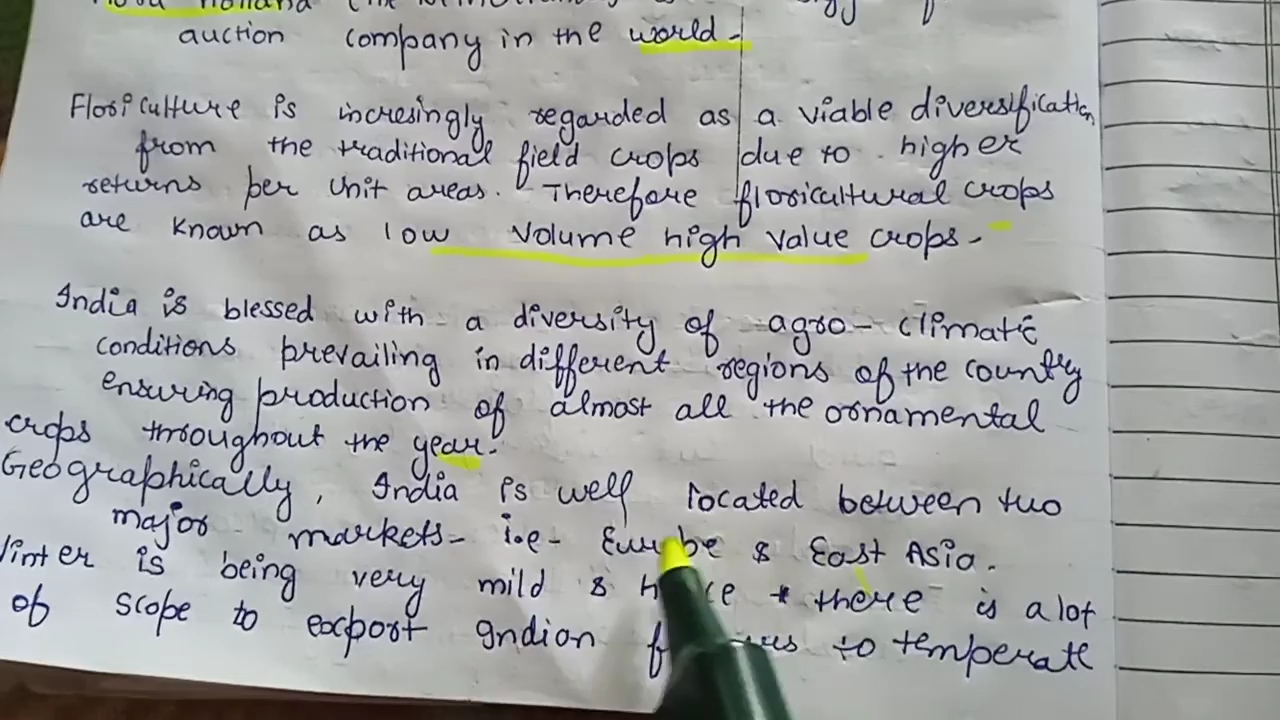 auction company in the world.
Floriculture is incresingly regarded as a viable diversification
from the traditional field crops due to higher
returns per unit areas. Therefore floricultural crops
are known as low volume high value crops.
India is blessed with a diversity of agro-climatic
conditions prevailing in different regions of the country
ensuring production of almost all the ornamental
crops throughout the year.
Geographically, India is well located between two
major markets i.e. Europe & East Asia.
Winter is being very mild & hence there is a lot
of scope to export Indian to temperate